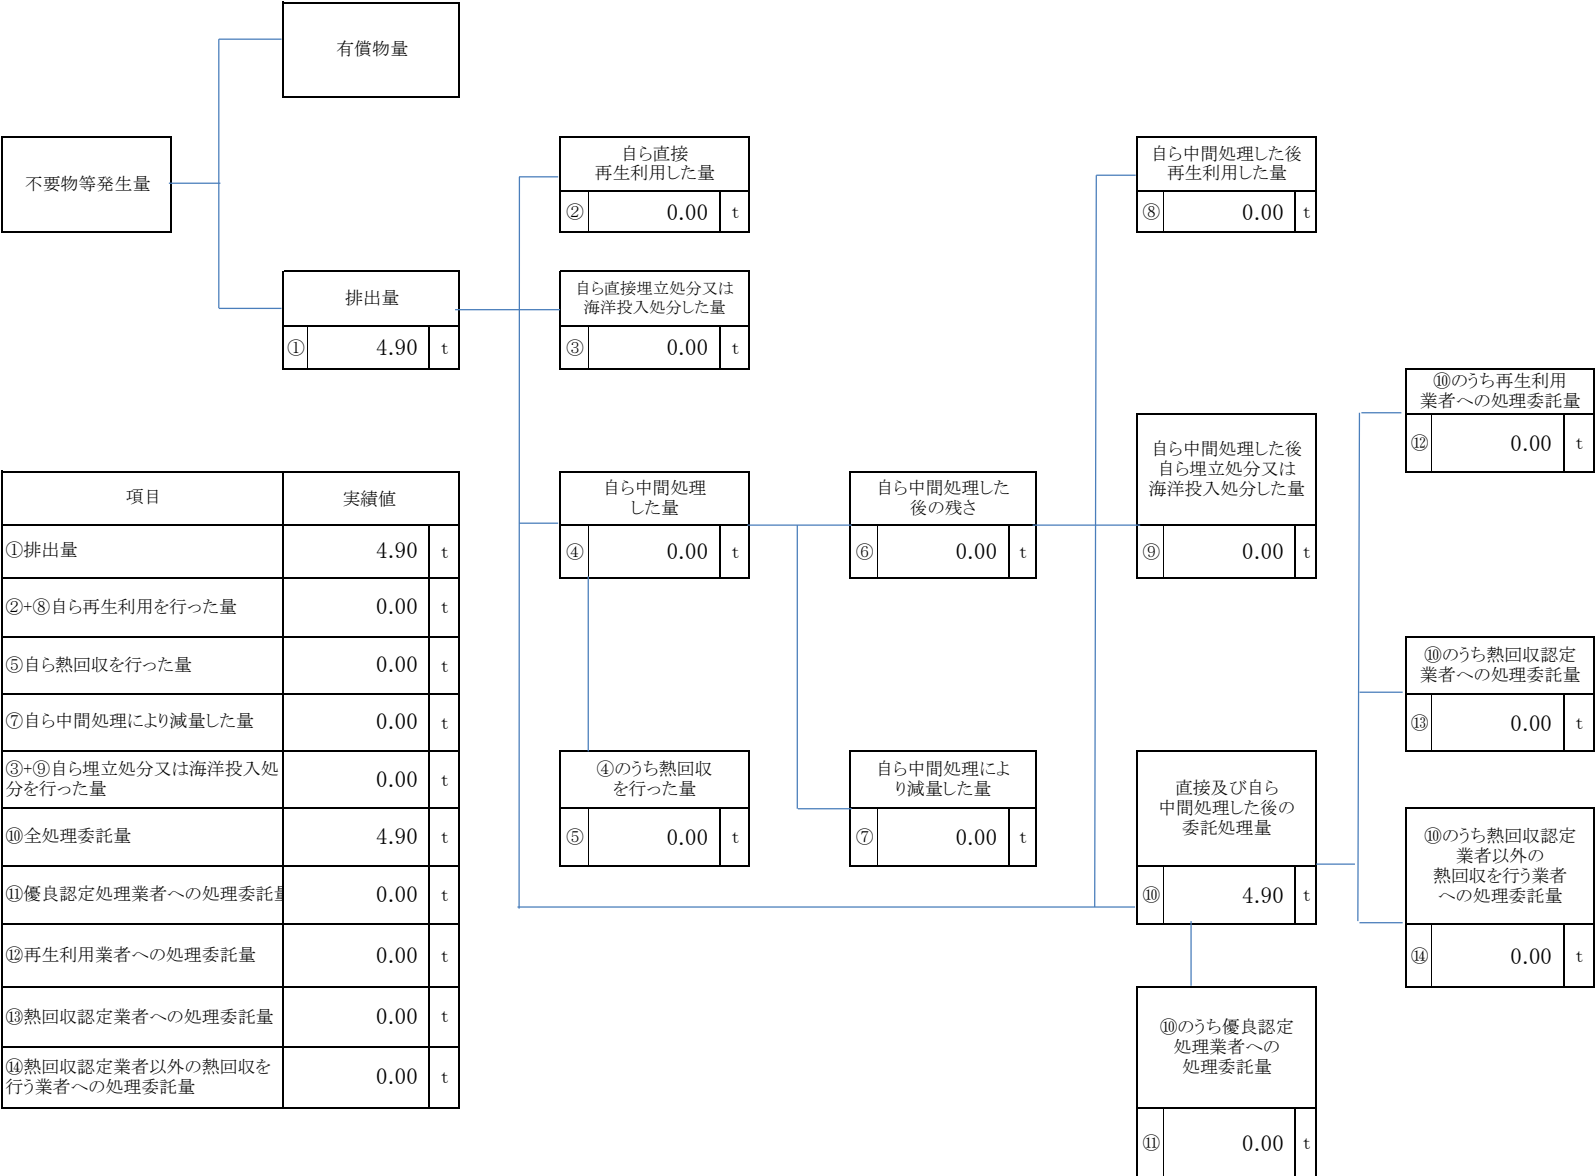 有償物量
不要物等発生量
自ら直接
再生利用した量
② 0.00 t
自ら中間処理した後
再生利用した量
⑧ 0.00 t
排出量
① 4.90 t
自ら直接埋立処分又は
海洋投入処分した量
③ 0.00 t
⑩のうち再生利用
業者への処理委託量
⑫ 0.00 t
自ら中間処理
した量
④ 0.00 t
自ら中間処理した
後の残さ
⑥ 0.00 t
自ら中間処理した後
自ら埋立処分又は
海洋投入処分した量
⑨ 0.00 t
⑩のうち熱回収認定
業者への処理委託量
⑬ 0.00 t
④のうち熱回収
を行った量
⑤ 0.00 t
自ら中間処理によ
り減量した量
⑦ 0.00 t
直接及び自ら
中間処理した後の
委託処理量
⑩ 4.90 t
⑩のうち熱回収認定
業者以外の
熱回収を行う業者
への処理委託量
⑭ 0.00 t
⑩のうち優良認定
処理業者への
処理委託量
⑪ 0.00 t
項目 実績値
①排出量 4.90 t
②+⑧自ら再生利用を行った量 0.00 t
⑤自ら熱回収を行った量 0.00 t
⑦自ら中間処理により減量した量 0.00 t
③+⑨自ら埋立処分又は海洋投入処
分を行った量 0.00 t
⑩全処理委託量 4.90 t
⑪優良認定処理業者への処理委託量 0.00 t
⑫再生利用業者への処理委託量 0.00 t
⑬熱回収認定業者への処理委託量 0.00 t
⑭熱回収認定業者以外の熱回収を
行う業者への処理委託量 0.00 t